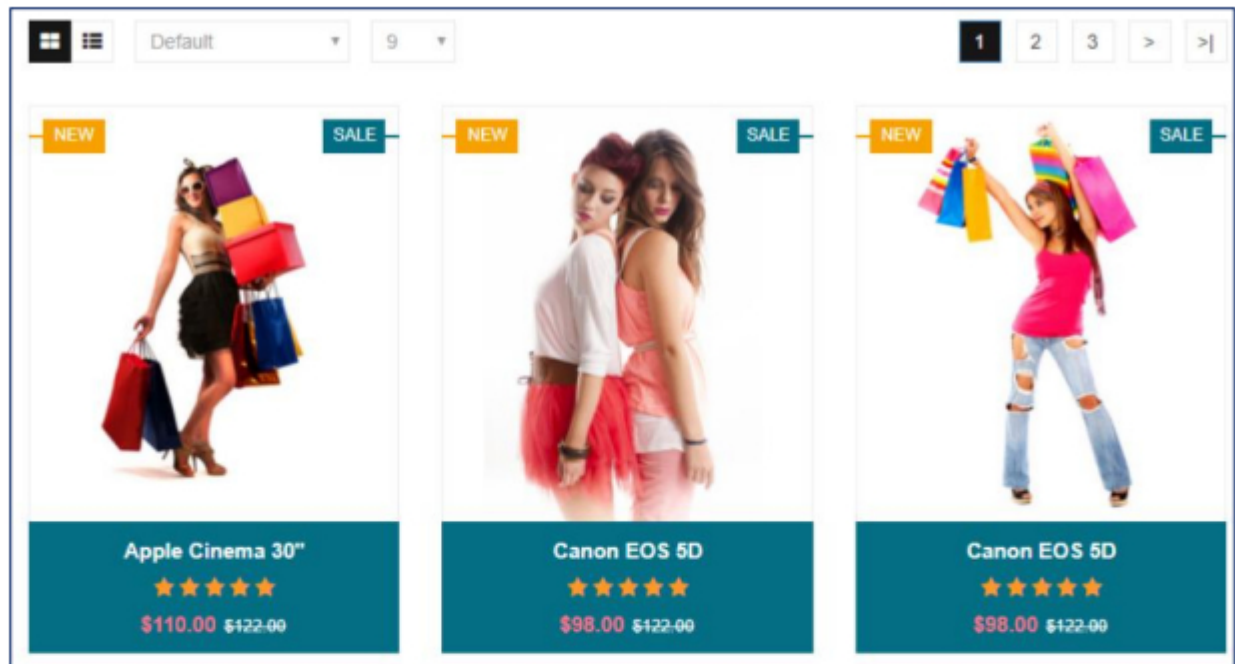 Default 9 1 2 3 > >|
NEW SALE NEW SALE NEW SALE
Apple Cinema 30" Canon EOS 5D Canon EOS 5D
$110.00 $122.00 $98.00 $122.00 $98.00 $122.00